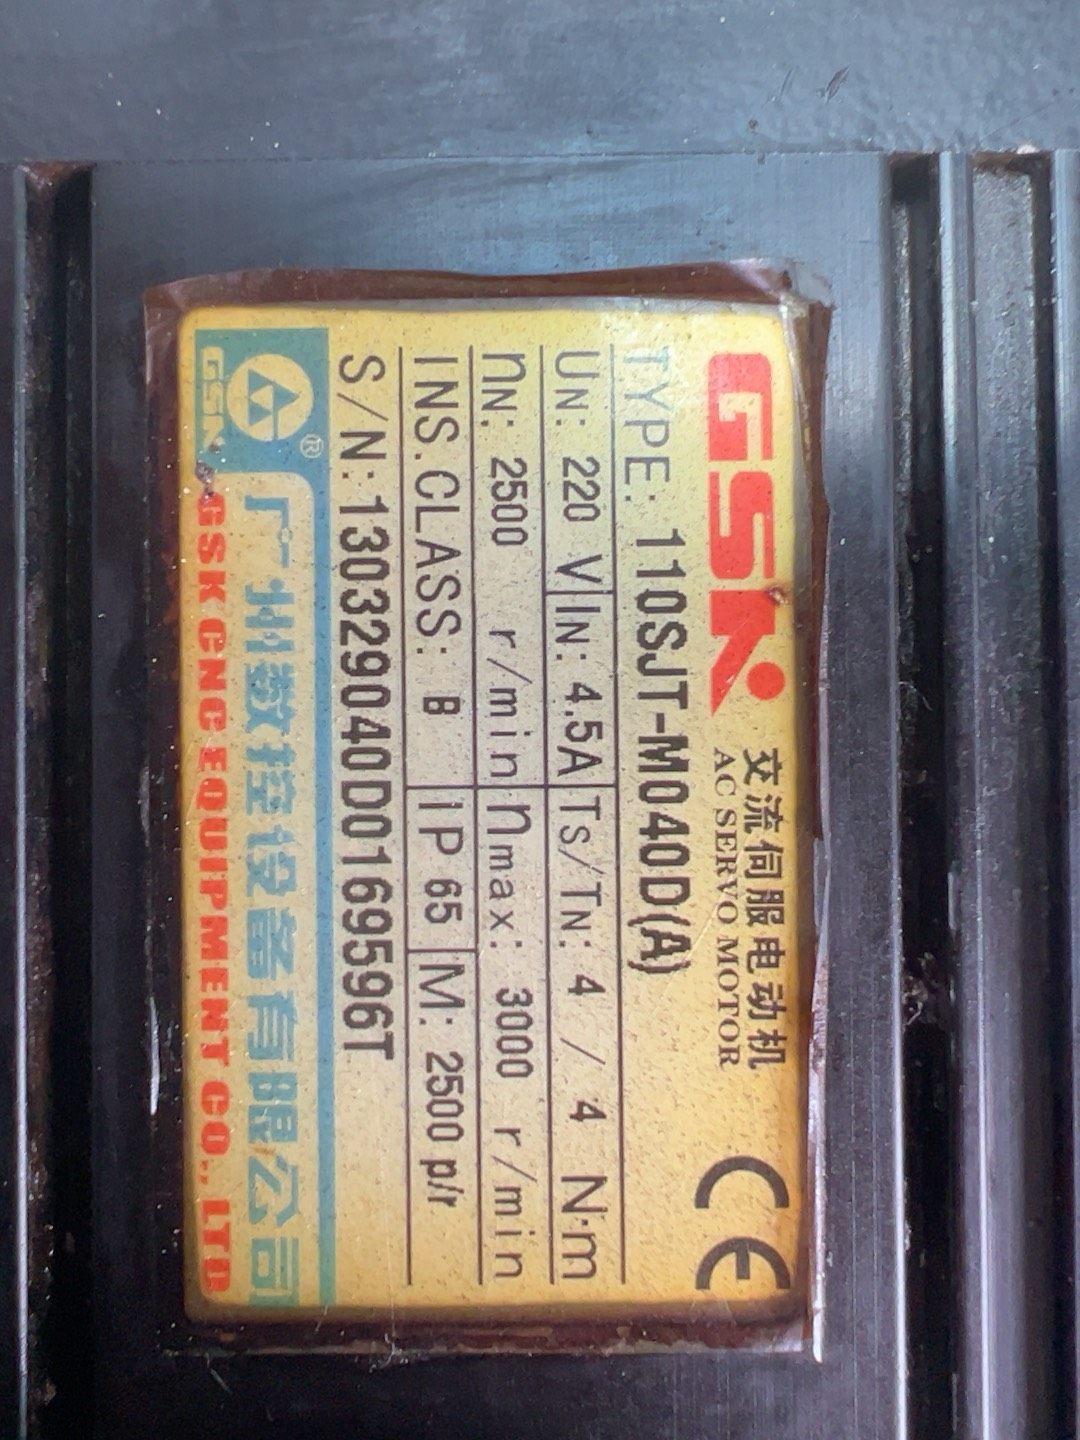 GSK 交流伺服电动机
AC SERVO MOTOR
CE
TYPE: 110SJT-M040D(A)
UN: 220 V IN: 4.5A Ts/TN: 4 / 4 N·m
nN: 2500 r/min nmax: 3000 r/min
INS.CLASS: B IP 65 M: 2500 p/r
S/N: 130329040D0169596T
GSK ® 广州数控设备有限公司
GSK CNC EQUIPMENT CO., LTD